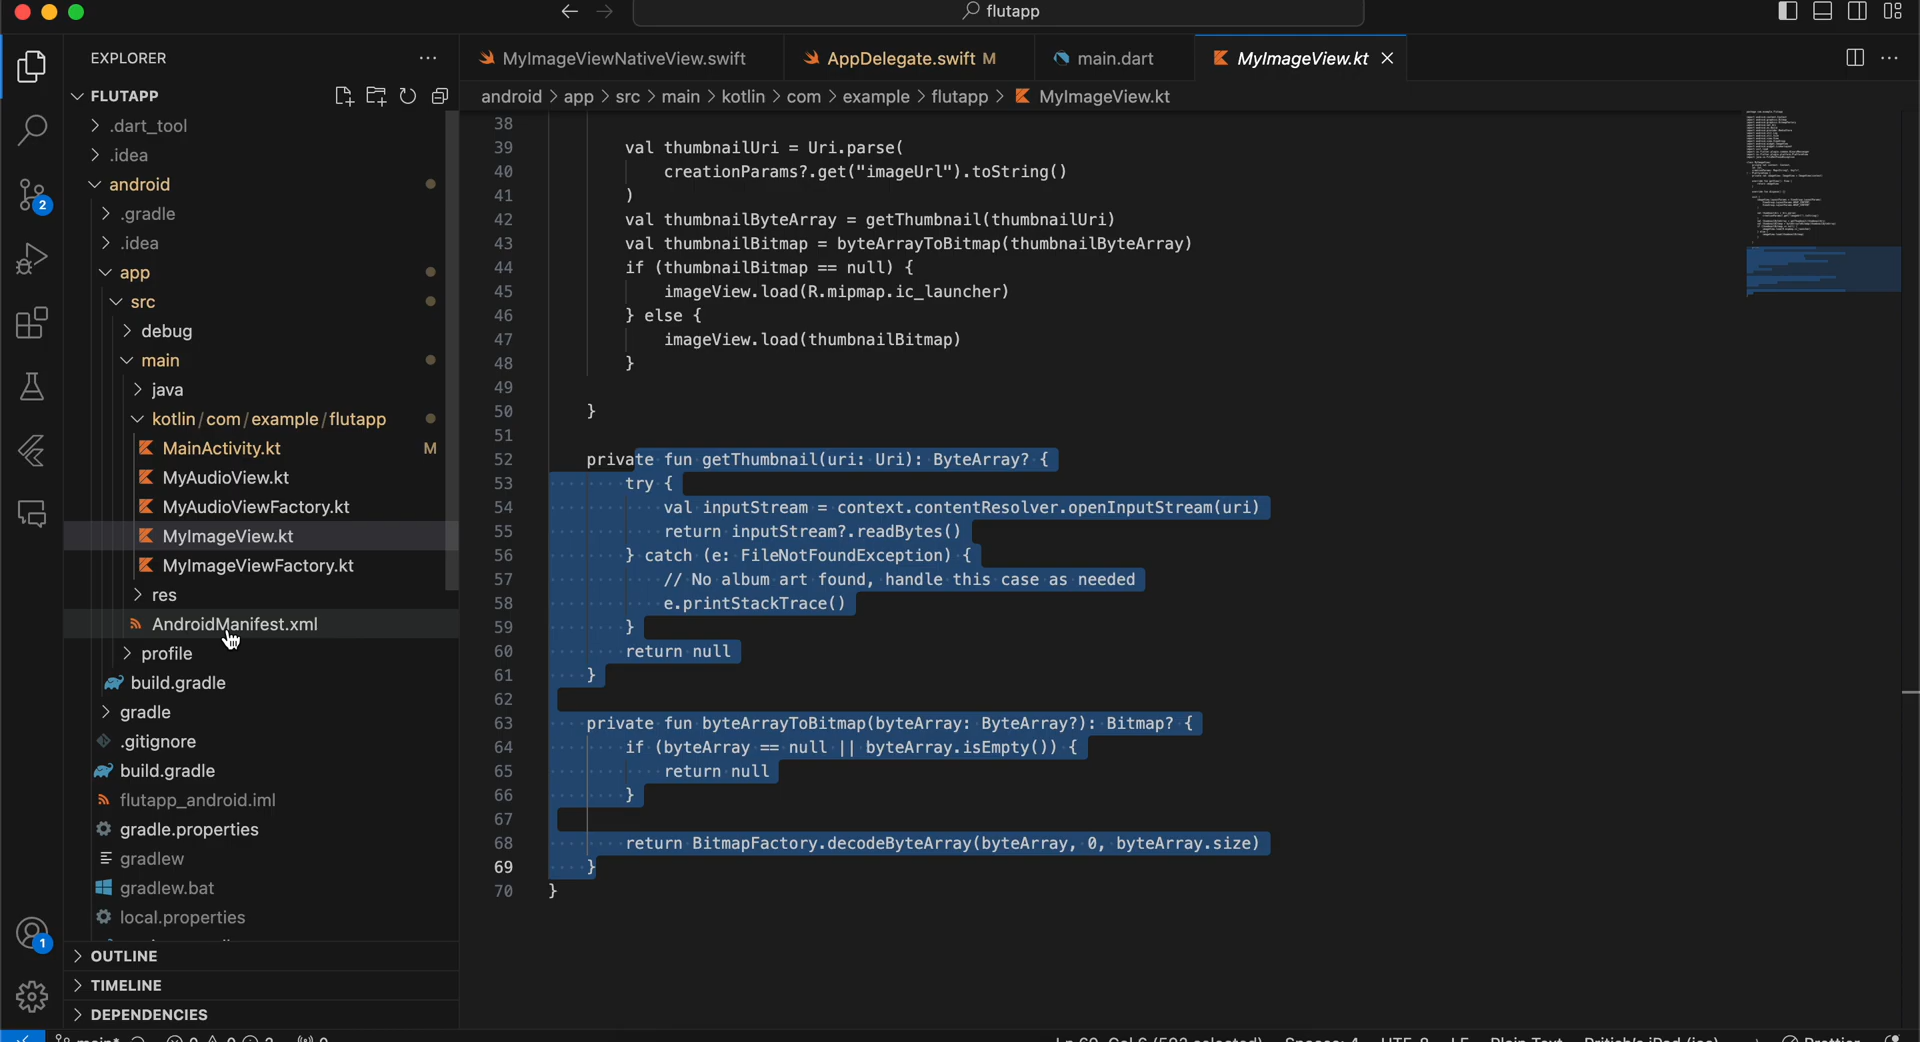 flutapp
EXPLORER
FLUTAPP
.dart_tool
.idea
android
.gradle
.idea
app
src
debug
main
java
kotlin/com/example/flutapp
MainActivity.kt M
MyAudioView.kt
MyAudioViewFactory.kt
MyImageView.kt
MyImageViewFactory.kt
res
AndroidManifest.xml
profile
build.gradle
gradle
.gitignore
build.gradle
flutapp_android.iml
gradle.properties
gradlew
gradlew.bat
local.properties
OUTLINE
TIMELINE
DEPENDENCIES
2
1
MyImageViewNativeView.swift AppDelegate.swift M main.dart MyImageView.kt
android > app > src > main > kotlin > com > example > flutapp > MyImageView.kt
38
39 val thumbnailUri = Uri.parse(
40 creationParams?.get("imageUrl").toString()
41 )
42 val thumbnailByteArray = getThumbnail(thumbnailUri)
43 val thumbnailBitmap = byteArrayToBitmap(thumbnailByteArray)
44 if (thumbnailBitmap == null) {
45 imageView.load(R.mipmap.ic_launcher)
46 } else {
47 imageView.load(thumbnailBitmap)
48 }
49
50 }
51
52 private fun getThumbnail(uri: Uri): ByteArray? {
53 try {
54 val inputStream = context.contentResolver.openInputStream(uri)
55 return inputStream?.readBytes()
56 } catch (e: FileNotFoundException) {
57 // No album art found, handle this case as needed
58 e.printStackTrace()
59 }
60 return null
61 }
62
63 private fun byteArrayToBitmap(byteArray: ByteArray?): Bitmap? {
64 if (byteArray == null || byteArray.isEmpty()) {
65 return null
66 }
67
68 return BitmapFactory.decodeByteArray(byteArray, 0, byteArray.size)
69 }
70 }